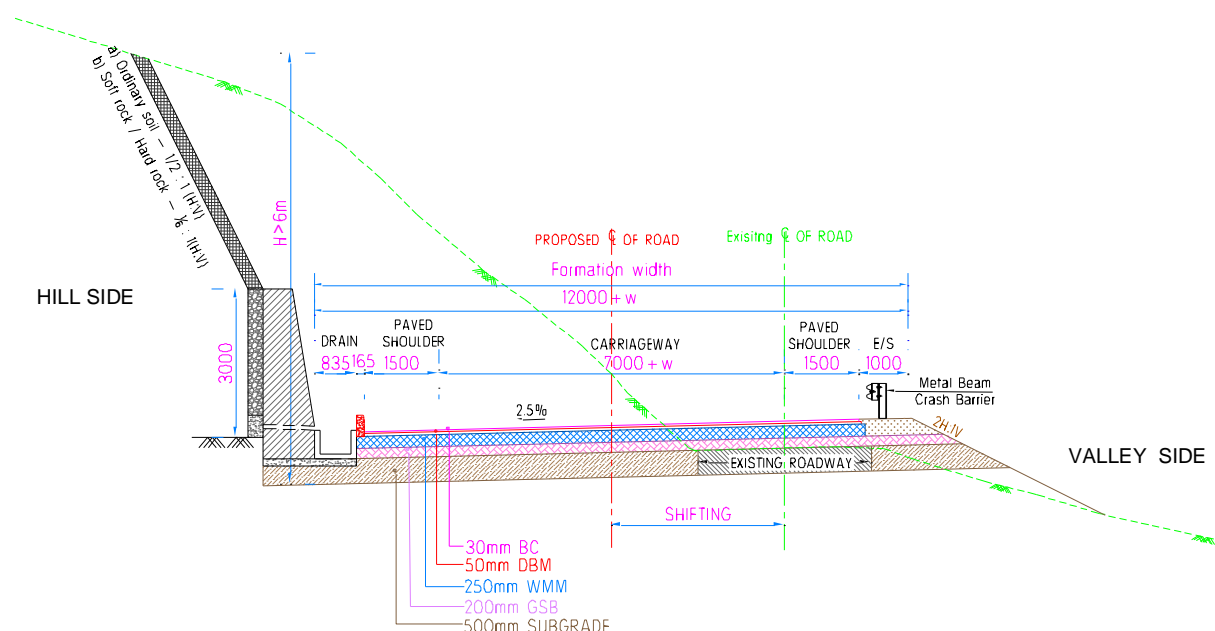 a) Ordinary soil - 1/2 : 1 (H:V)
b) Soft rock / Hard rock - ⅙ : 1(H:V)
H>6m
PROPOSED ℄ OF ROAD
Exisitng ℄ OF ROAD
Formation width
12000+w
HILL SIDE
3000
DRAIN
835
165
PAVED
SHOULDER
1500
CARRIAGEWAY
7000+w
PAVED
SHOULDER
1500
E/S
1000
Metal Beam
Crash Barrier
2.5%
2H:1V
EXISTING ROADWAY
VALLEY SIDE
SHIFTING
30mm BC
50mm DBM
250mm WMM
200mm GSB
500mm SUBGRADE